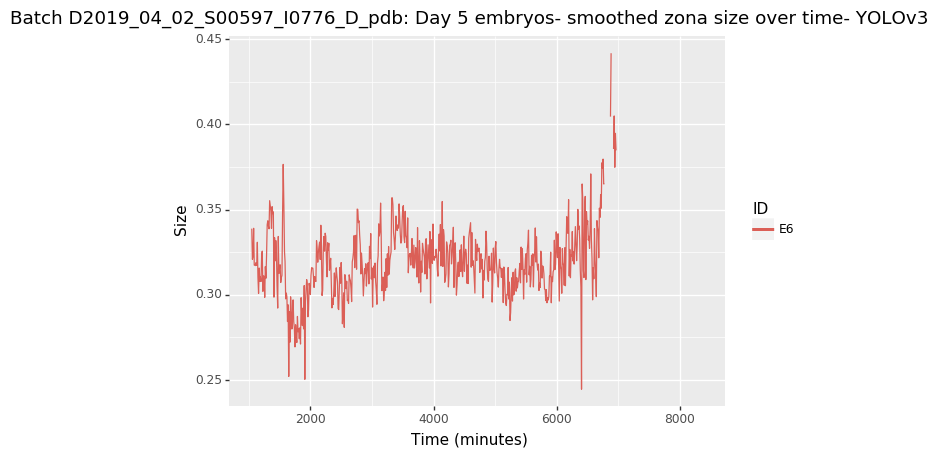 Batch D2019_04_02_S00597_I0776_D_pdb: Day 5 embryos- smoothed zona size over time- YOLOv3
0.45
0.40
0.35
0.30
0.25
Size
2000
4000
6000
8000
Time (minutes)
ID
E6